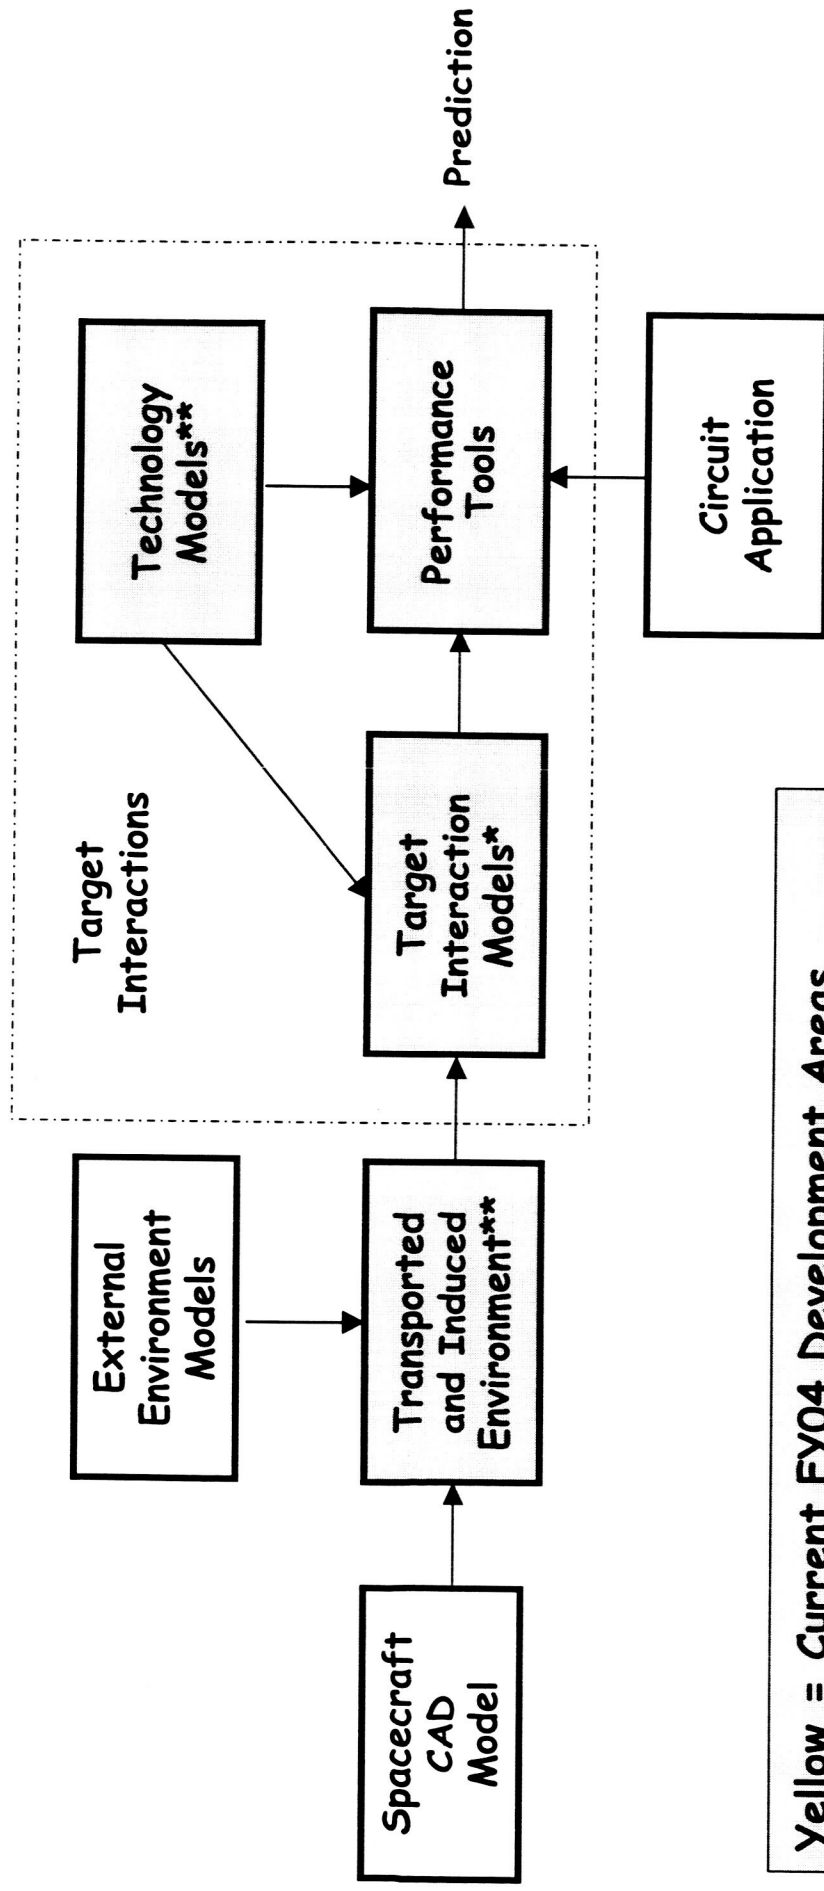 Target
Interactions
External
Environment
Models
Technology
Models**
Spacecraft
CAD
Model
Transported
and Induced
Environment**
Target
Interaction
Models*
Performance
Tools
Prediction
Circuit
Application
Yellow = Current FY04 Development Areas